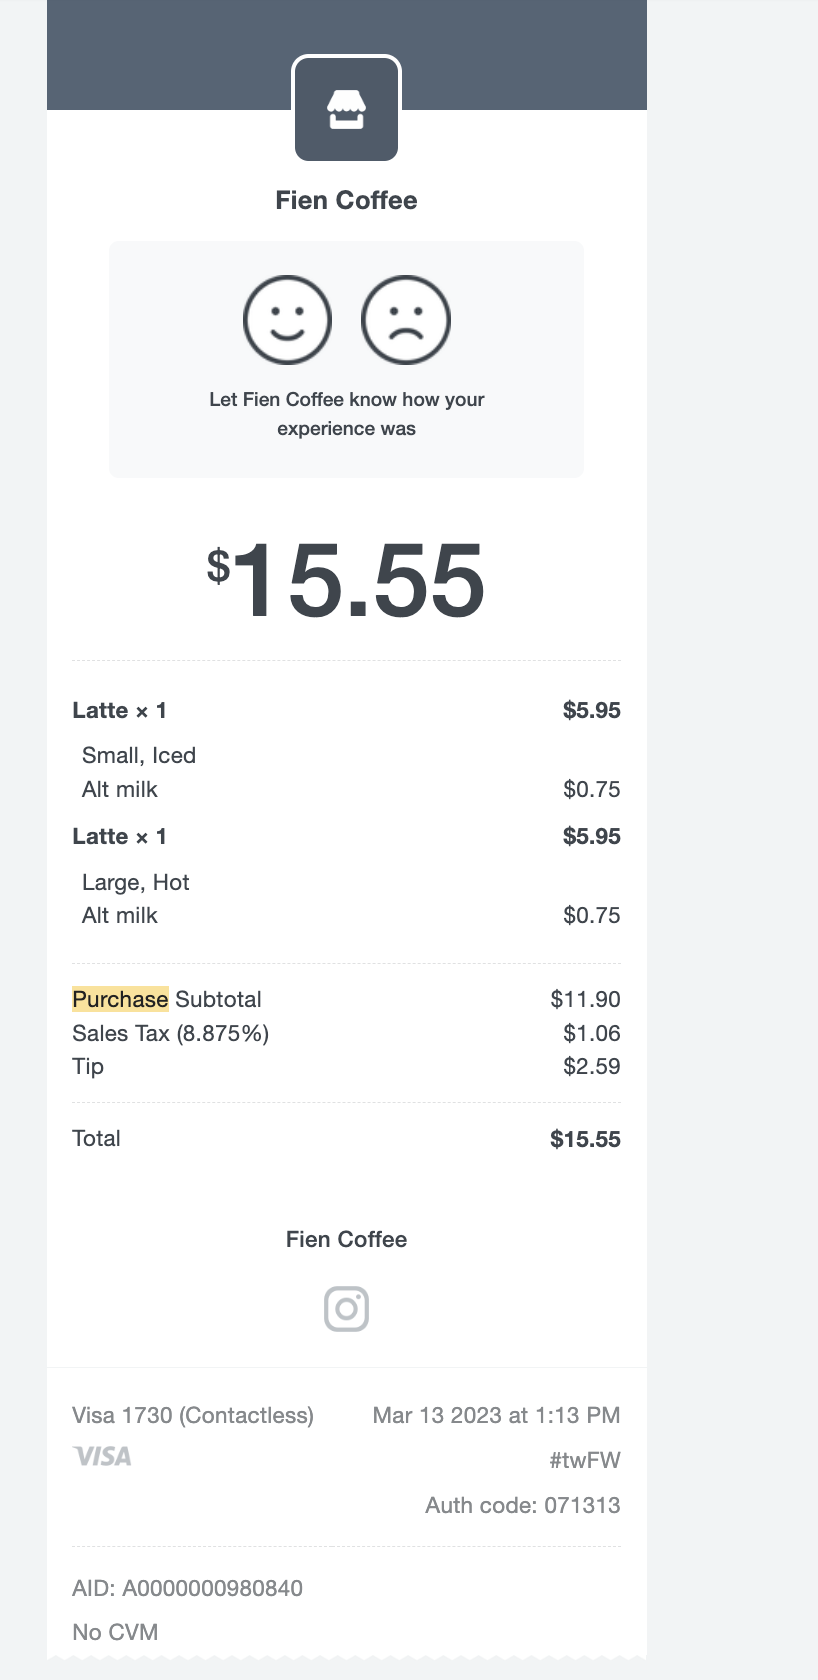 Fien Coffee
Let Fien Coffee know how your
experience was
$15.55
Latte × 1 $5.95
Small, Iced
Alt milk $0.75
Latte × 1 $5.95
Large, Hot
Alt milk $0.75
Purchase Subtotal $11.90
Sales Tax (8.875%) $1.06
Tip $2.59
Total $15.55
Fien Coffee
Visa 1730 (Contactless) Mar 13 2023 at 1:13 PM
VISA #twFW
Auth code: 071313
AID: A0000000980840
No CVM